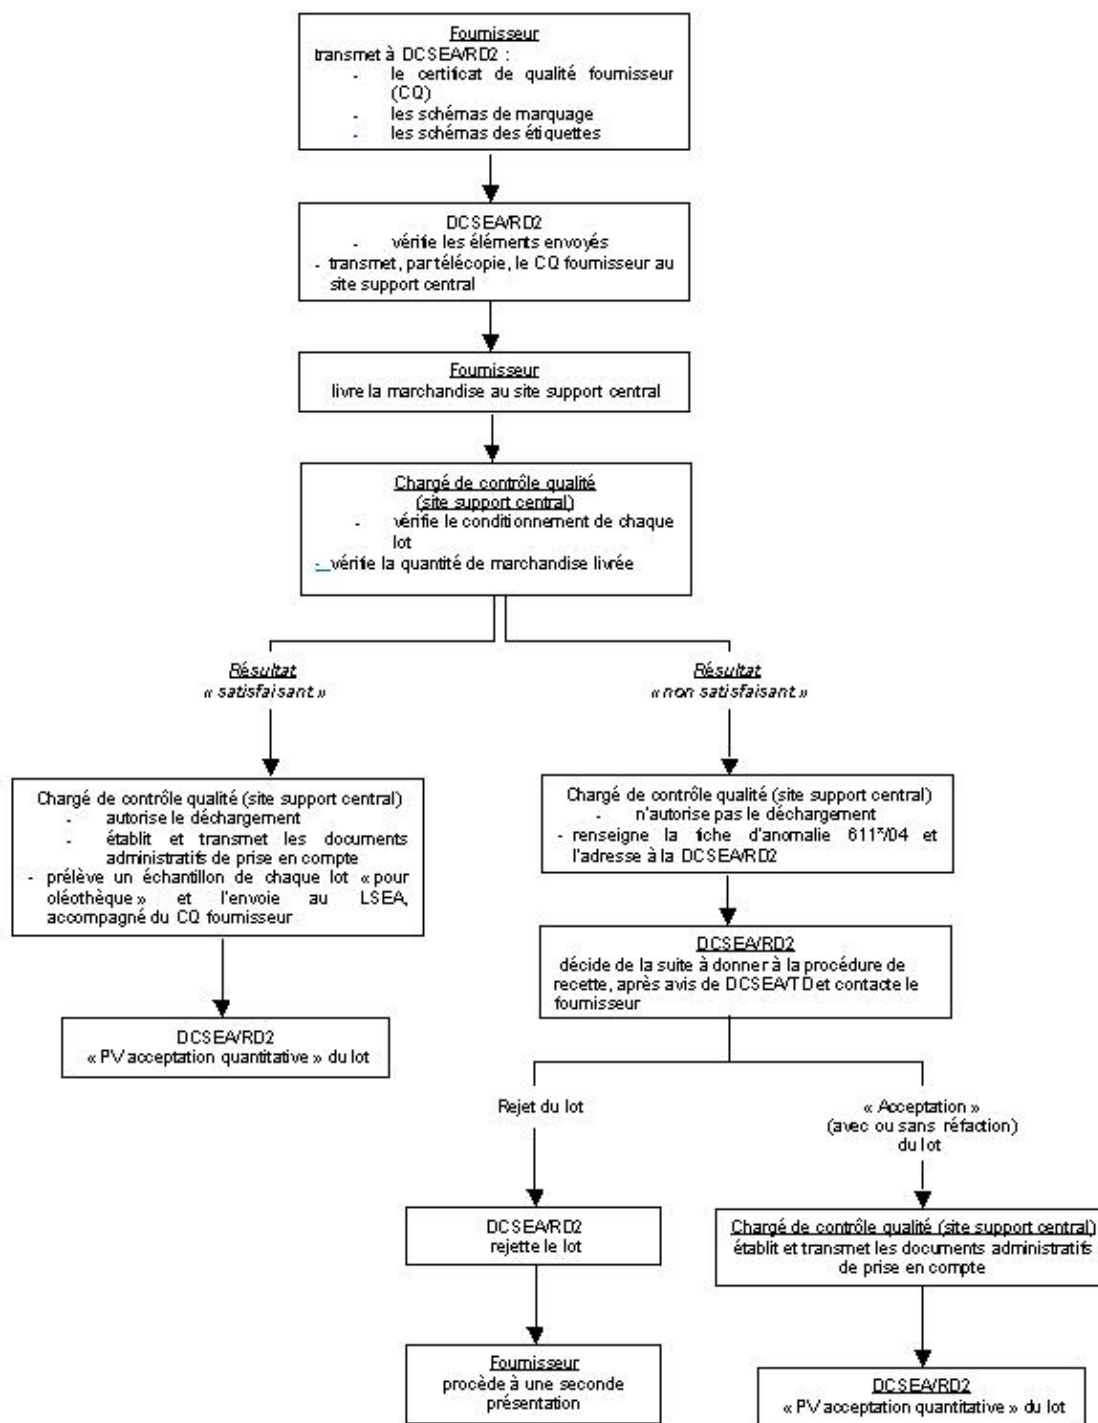 Fournisseur
transmet à DCSEA/RD2 :
- le certificat de qualité fournisseur
(CQ)
- les schémas de marquage
- les schémas des étiquettes
DCSEA/RD2
- vérifie les éléments envoyés
- transmet, par télécopie, le CQ fournisseur au
site support central
Fournisseur
livre la marchandise au site support central
Chargé de contrôle qualité
(site support central)
- vérifie le conditionnement de chaque
lot
- vérifie la quantité de marchandise livrée
Résultat
« satisfaisant »
Résultat
« non satisfaisant »
Chargé de contrôle qualité (site support central)
- autorise le déchargement
- établit et transmet les documents
administratifs de prise en compte
- prélève un échantillon de chaque lot « pour
oléothèque » et l'envoie au LSEA,
accompagné du CQ fournisseur
Chargé de contrôle qualité (site support central)
- n'autorise pas le déchargement
- renseigne la fiche d'anomalie 611*/04 et
l'adresse à la DCSEA/RD2
DCSEA/RD2
décide de la suite à donner à la procédure de
recette, après avis de DCSEA/TD et contacte le
fournisseur
DCSEA/RD2
« PV acceptation quantitative » du lot
Rejet du lot
« Acceptation »
(avec ou sans réfaction)
du lot
DCSEA/RD2
rejette le lot
Chargé de contrôle qualité (site support central)
établit et transmet les documents administratifs
de prise en compte
Fournisseur
procède à une seconde
présentation
DCSEA/RD2
« PV acceptation quantitative » du lot